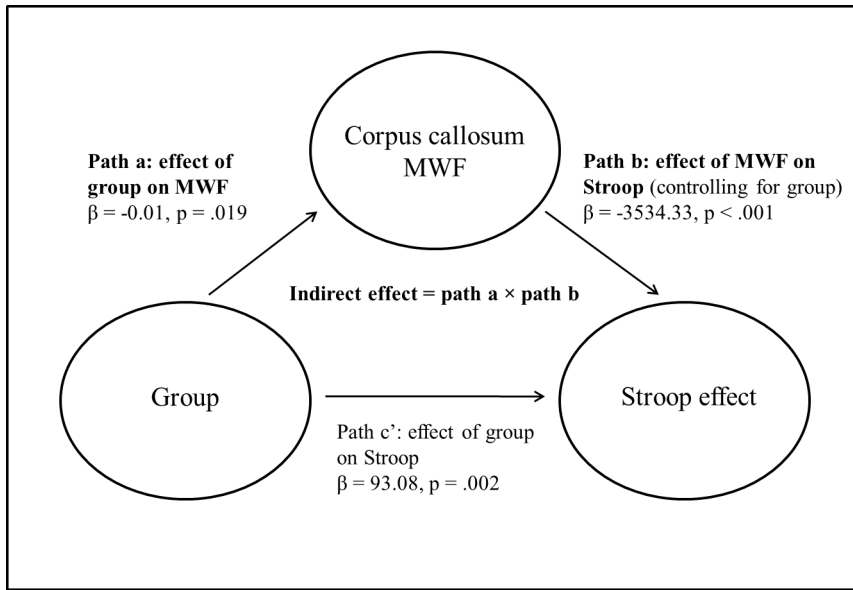 Corpus callosum
MWF
Path a: effect of
group on MWF
β = -0.01, p = .019
Path b: effect of MWF on
Stroop (controlling for group)
β = -3534.33, p < .001
Indirect effect = path a × path b
Group
Stroop effect
Path c’: effect of group
on Stroop
β = 93.08, p = .002